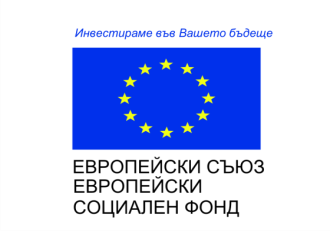 Инвестираме във Вашето бъдеще
ЕВРОПЕЙСКИ СЪЮЗ
ЕВРОПЕЙСКИ
СОЦИАЛЕН ФОНД